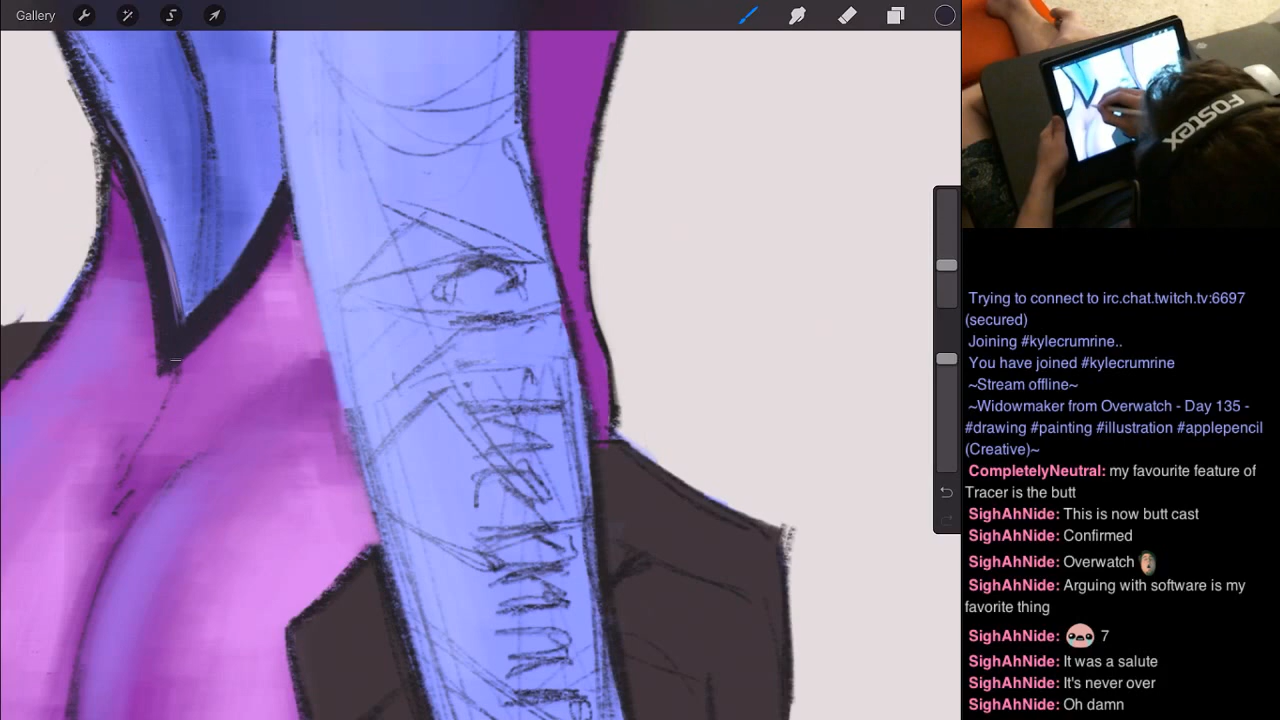 Gallery
FOSTEX
Trying to connect to irc.chat.twitch.tv:6697
(secured)
Joining #kylecrumrine..
You have joined #kylecrumrine
~Stream offline~
~Widowmaker from Overwatch - Day 135 -
#drawing #painting #illustration #applepencil
(Creative)~
CompletelyNeutral: my favourite feature of
Tracer is the butt
SighAhNide: This is now butt cast
SighAhNide: Confirmed
SighAhNide: Overwatch
SighAhNide: Arguing with software is my
favorite thing
SighAhNide: 7
SighAhNide: It was a salute
SighAhNide: It's never over
SighAhNide: Oh damn